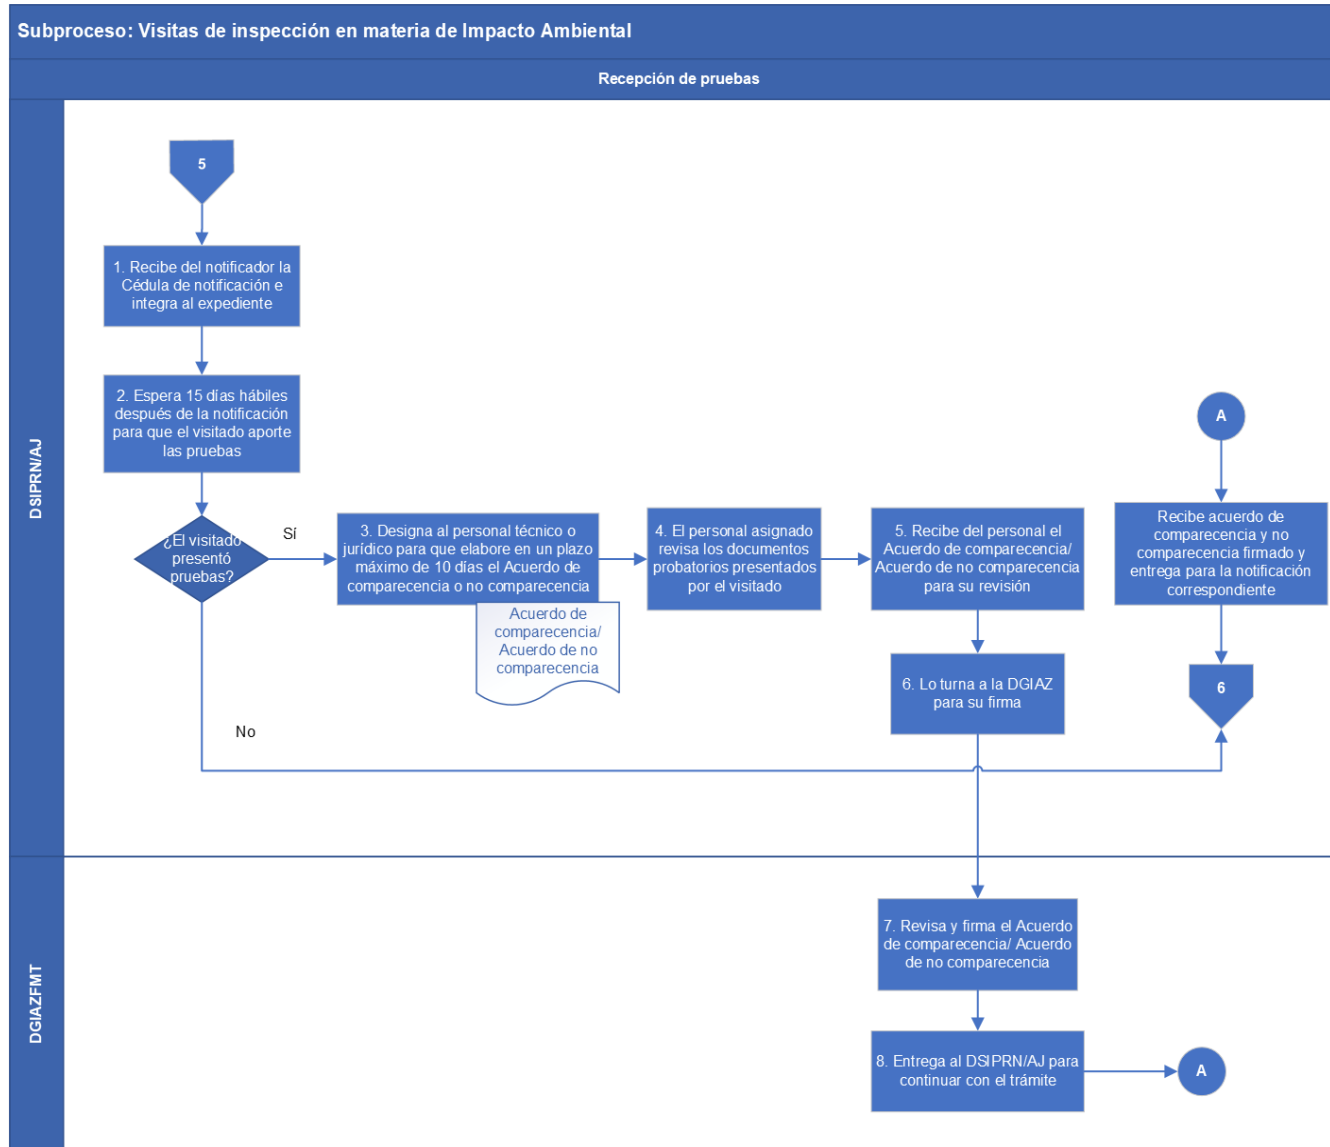 Subproceso: Visitas de inspección en materia de Impacto Ambiental
Recepción de pruebas
DSIPRN/AJ
5
1. Recibe del notificador la
Cédula de notificación e
integra al expediente
2. Espera 15 días hábiles
después de la notificación
para que el visitado aporte
las pruebas
¿El visitado
presentó
pruebas?
Sí
No
3. Designa al personal técnico o
jurídico para que elabore en un plazo
máximo de 10 días el Acuerdo de
comparecencia o no comparecencia
Acuerdo de
comparecencia/
Acuerdo de no
comparecencia
4. El personal asignado
revisa los documentos
probatorios presentados
por el visitado
5. Recibe del personal el
Acuerdo de comparecencia/
Acuerdo de no comparecencia
para su revisión
6. Lo turna a la DGIAZ
para su firma
A
Recibe acuerdo de
comparecencia y no
comparecencia firmado y
entrega para la notificación
correspondiente
6
DGIAZFMT
7. Revisa y firma el Acuerdo
de comparecencia/ Acuerdo
de no comparecencia
8. Entrega al DSIPRN/AJ para
continuar con el trámite
A